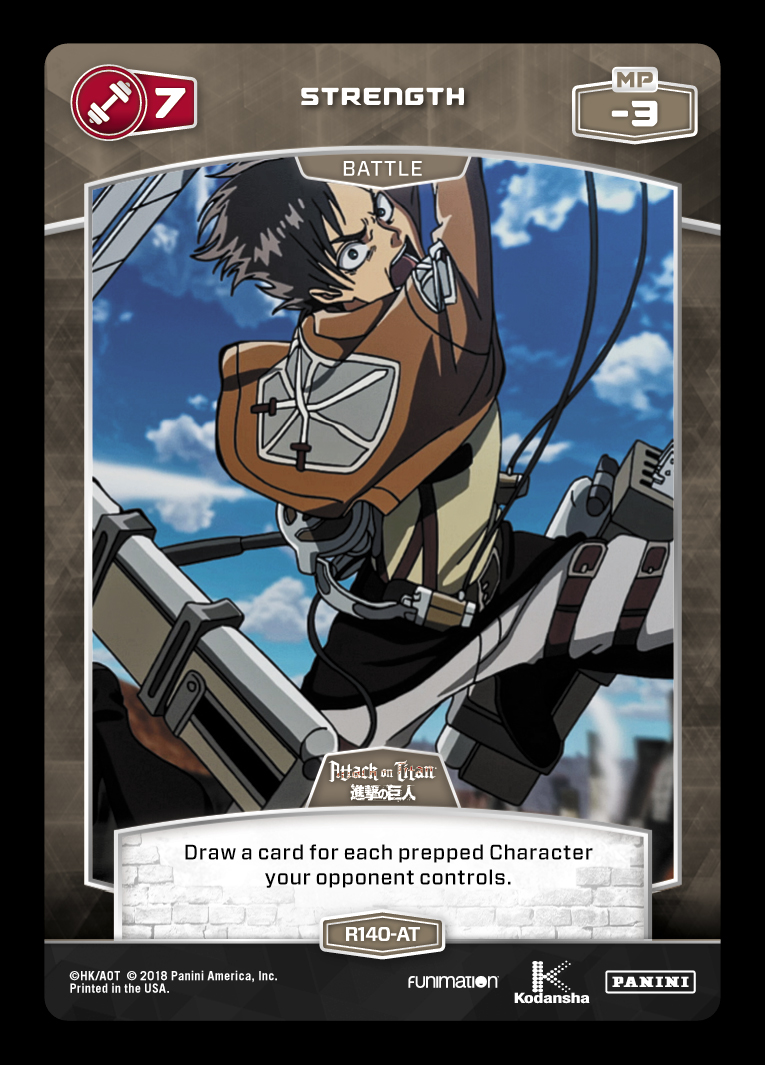 7
STRENGTH
MP
-3
BATTLE
Attack on Titan
進撃の巨人
Draw a card for each prepped Character
your opponent controls.
R140-AT
©HK/AOT © 2018 Panini America, Inc.
Printed in the USA.
FUNIMATION
Kodansha
PANINI